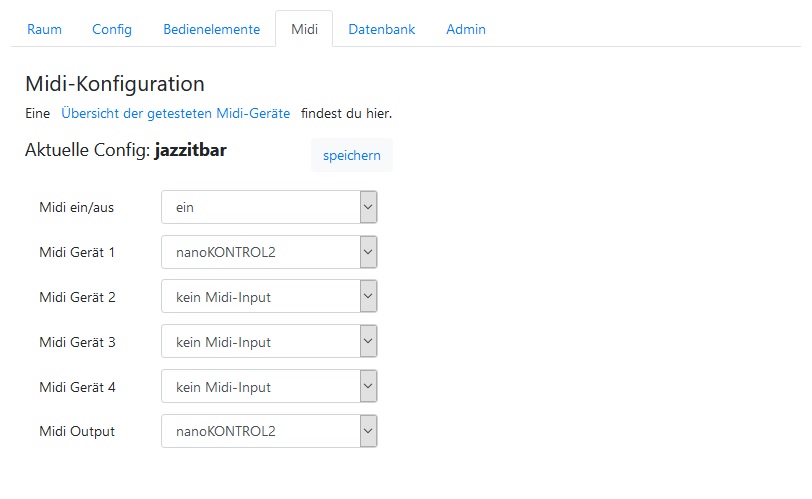 Raum Config Bedienelemente Midi Datenbank Admin
Midi-Konfiguration
Eine Übersicht der getesteten Midi-Geräte findest du hier.
Aktuelle Config: jazzitbar speichern
Midi ein/aus ein
Midi Gerät 1 nanoKONTROL2
Midi Gerät 2 kein Midi-Input
Midi Gerät 3 kein Midi-Input
Midi Gerät 4 kein Midi-Input
Midi Output nanoKONTROL2